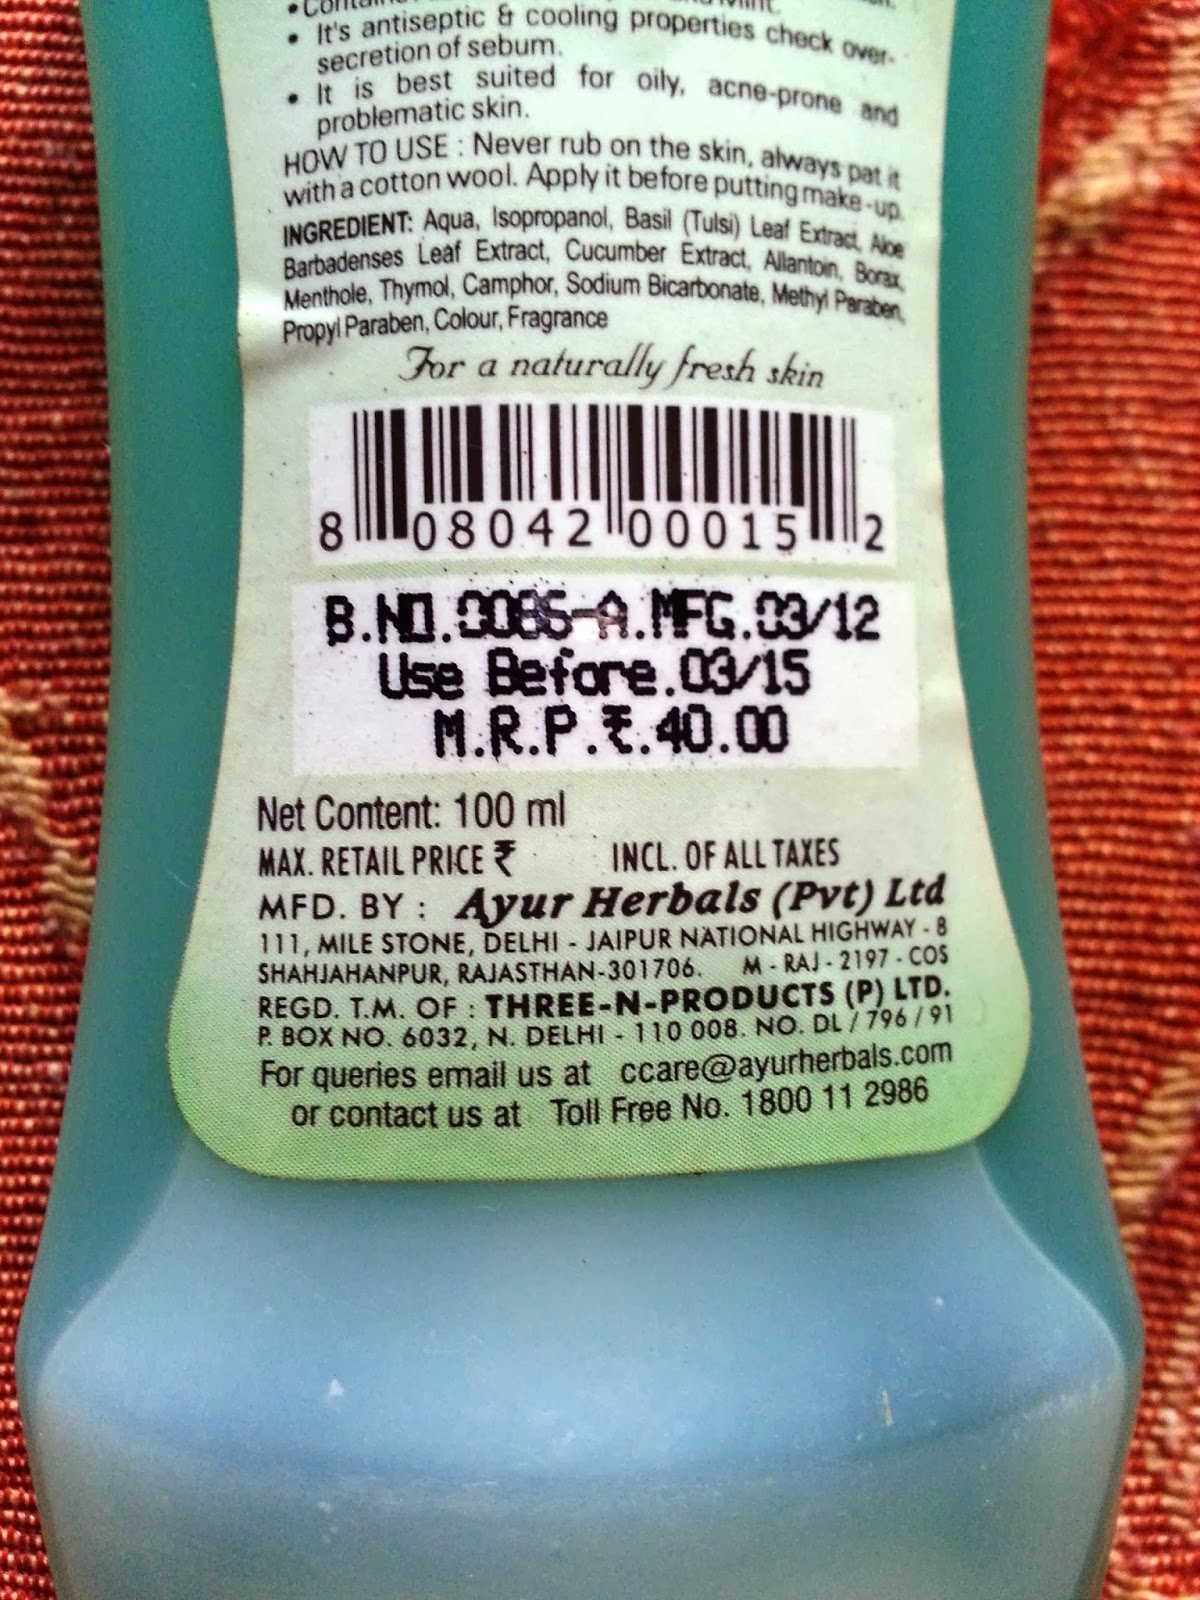 • Contains Mint.
• It's antiseptic & cooling properties check over-
secretion of sebum.
• It is best suited for oily, acne-prone and
problematic skin.
HOW TO USE : Never rub on the skin, always pat it
with a cotton wool. Apply it before putting make-up.
INGREDIENT: Aqua, Isopropanol, Basil (Tulsi) Leaf Extract, Aloe
Barbadenses Leaf Extract, Cucumber Extract, Allantoin, Borax,
Menthole, Thymol, Camphor, Sodium Bicarbonate, Methyl Paraben,
Propyl Paraben, Colour, Fragrance
For a naturally fresh skin
8 08042 00015 2
B.NO.0086-A.MFG.03/12
Use Before.03/15
M.R.P.₹.40.00
Net Content: 100 ml
MAX. RETAIL PRICE ₹ INCL. OF ALL TAXES
MFD. BY : Ayur Herbals (Pvt) Ltd
111, MILE STONE, DELHI - JAIPUR NATIONAL HIGHWAY - 8
SHAHJAHANPUR, RAJASTHAN-301706. M - RAJ - 2197 - COS
REGD. T.M. OF : THREE-N-PRODUCTS (P) LTD.
P. BOX NO. 6032, N. DELHI - 110 008. NO. DL / 796 / 91
For queries email us at ccare@ayurherbals.com
or contact us at Toll Free No. 1800 11 2986